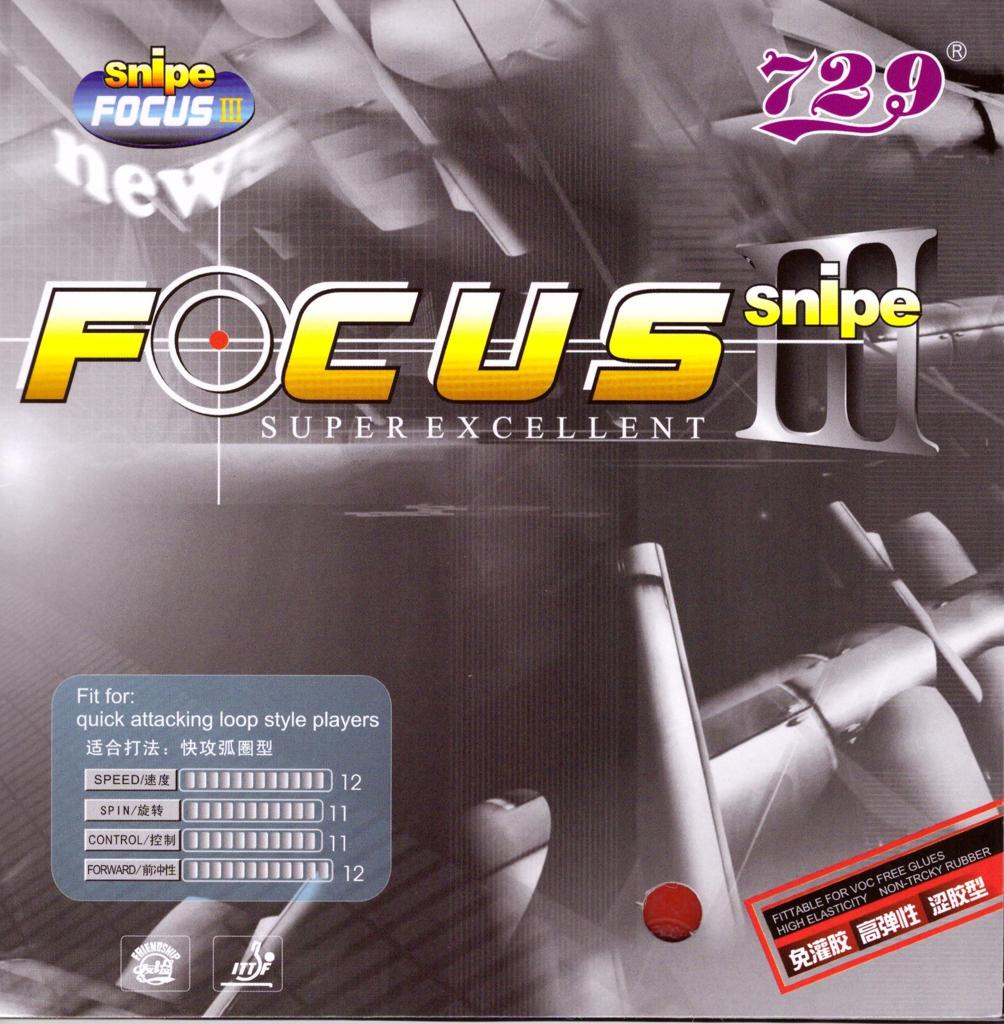 snipe
FOCUS III
new
729®
FOCUS
snipe
III
SUPER EXCELLENT
Fit for:
quick attacking loop style players
适合打法：快攻弧圈型
SPEED/速度 12
SPIN/旋转 11
CONTROL/控制 11
FORWARD/前冲性 12
FRIENDSHIP
友谊
ITTF
FITTABLE FOR VOC FREE GLUES
HIGH ELASTICITY NON-TRCKY RUBBER
免灌胶 高弹性 涩胶型